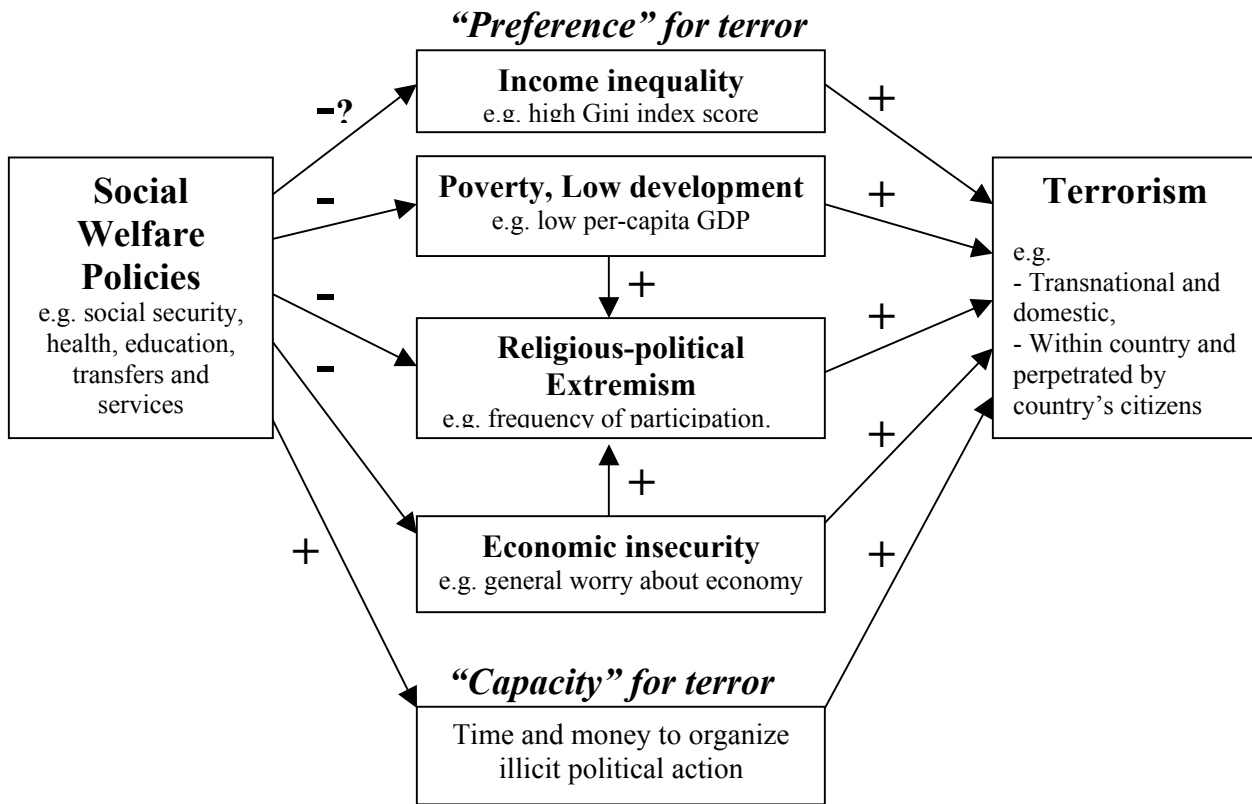 “Preference” for terror
Income inequality
e.g. high Gini index score
-?
+
Social
Welfare
Policies
e.g. social security,
health, education,
transfers and
services
-
Poverty, Low development
e.g. low per-capita GDP
+
Terrorism
e.g.
- Transnational and
domestic,
- Within country and
perpetrated by
country’s citizens
+
-
Religious-political
Extremism
e.g. frequency of participation.
+
-
+
+
Economic insecurity
e.g. general worry about economy
+
+
“Capacity” for terror
Time and money to organize
illicit political action